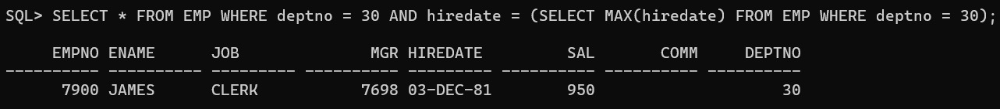 SQL> SELECT * FROM EMP WHERE deptno = 30 AND hiredate = (SELECT MAX(hiredate) FROM EMP WHERE deptno = 30);
     EMPNO ENAME      JOB              MGR HIREDATE         SAL       COMM     DEPTNO
---------- ---------- --------- ---------- --------- ---------- ---------- ----------
      7900 JAMES      CLERK           7698 03-DEC-81        950                    30